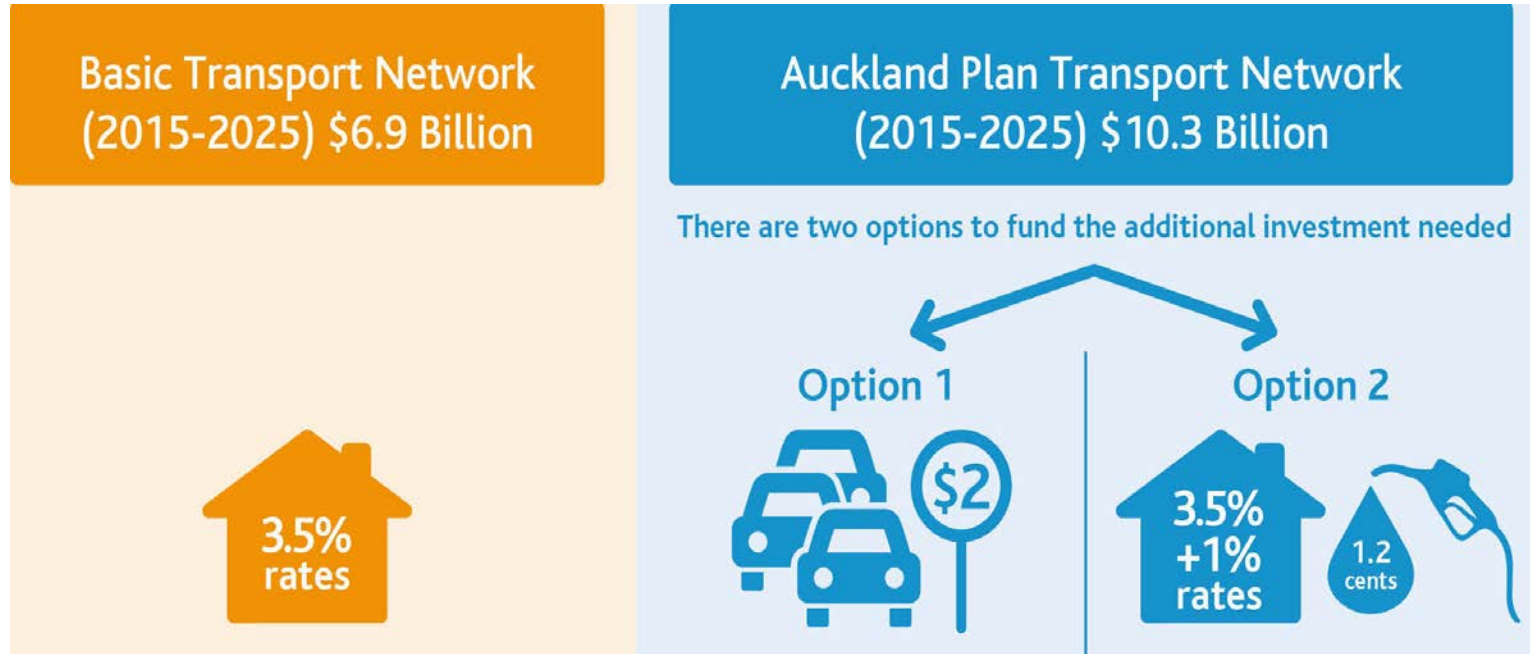 Basic Transport Network
(2015-2025) $6.9 Billion
3.5%
rates
Auckland Plan Transport Network
(2015-2025) $10.3 Billion
There are two options to fund the additional investment needed
Option 1
$2
Option 2
3.5%
+1%
rates
1.2
cents